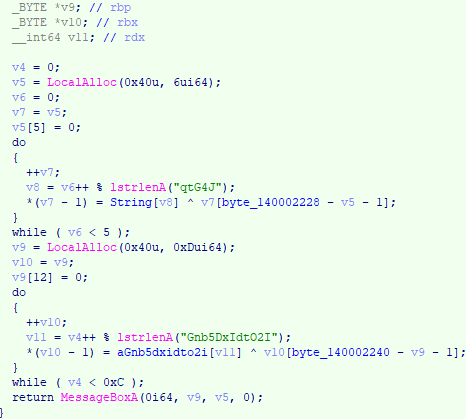 _BYTE *v9; // rbp
_BYTE *v10; // rbx
__int64 v11; // rdx
v4 = 0;
v5 = LocalAlloc(0x40u, 6ui64);
v6 = 0;
v7 = v5;
v5[5] = 0;
do
{
++v7;
v8 = v6++ % lstrlenA("qtG4J");
*(v7 - 1) = String[v8] ^ v7[byte_140002228 - v5 - 1];
}
while ( v6 < 5 );
v9 = LocalAlloc(0x40u, 0xDui64);
v10 = v9;
v9[12] = 0;
do
{
++v10;
v11 = v4++ % lstrlenA("Gnb5DxIdtO2I");
*(v10 - 1) = aGnb5dxidto2i[v11] ^ v10[byte_140002240 - v9 - 1];
}
while ( v4 < 0xC );
return MessageBoxA(0i64, v9, v5, 0);
}